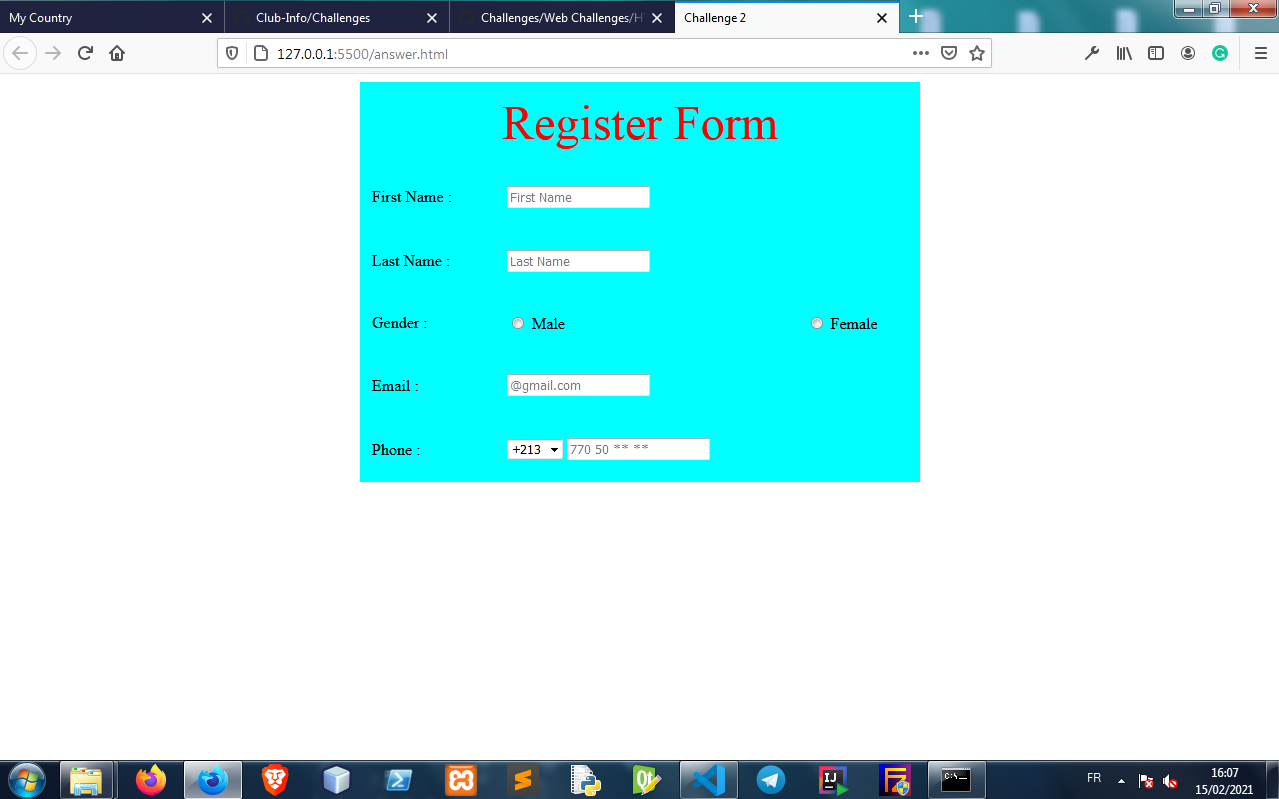 My Country
Club-Info/Challenges
Challenges/Web Challenges/H
Challenge 2
127.0.0.1:5500/answer.html
Register Form
First Name :
First Name
Last Name :
Last Name
Gender :
Male
Female
Email :
@gmail.com
Phone :
+213
770 50 ** **
FR
16:07
15/02/2021